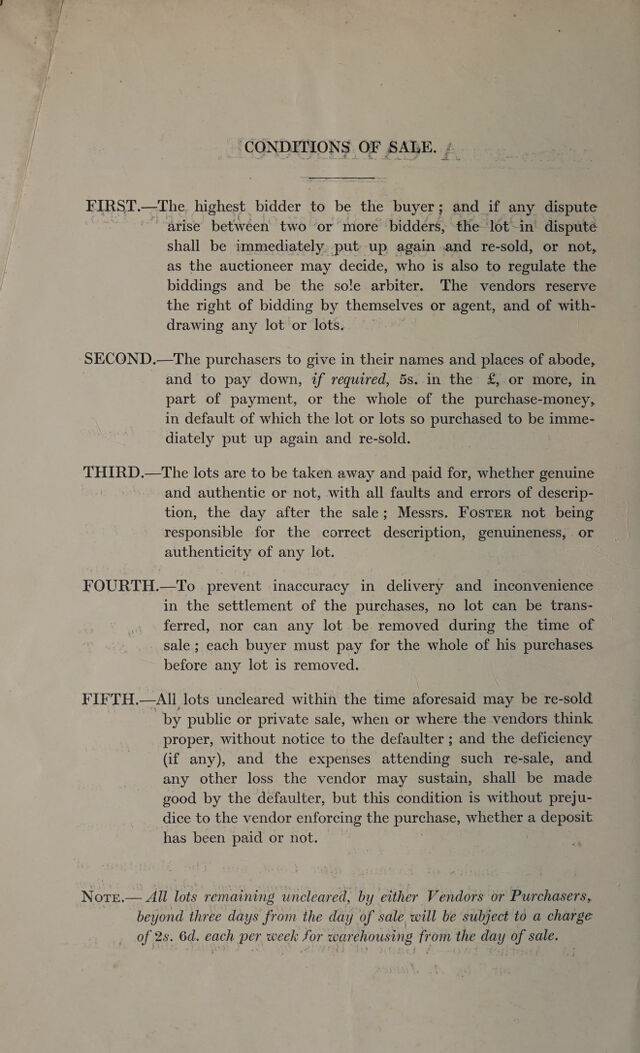 CONDITIONS OF SALE.
FIRST.—The highest bidder to be the buyer; and if any dispute
arise between two or more bidders, the lot in dispute
shall be immediately put up again and re-sold, or not,
as the auctioneer may decide, who is also to regulate the
biddings and be the sole arbiter. The vendors reserve
the right of bidding by themselves or agent, and of with-
drawing any lot or lots.
SECOND.—The purchasers to give in their names and places of abode,
and to pay down, if required, 5s. in the £, or more, in
part of payment, or the whole of the purchase-money,
in default of which the lot or lots so purchased to be imme-
diately put up again and re-sold.
THIRD.—The lots are to be taken away and paid for, whether genuine
and authentic or not, with all faults and errors of descrip-
tion, the day after the sale; Messrs. FOSTER not being
responsible for the correct description, genuineness, or
authenticity of any lot.
FOURTH.—To prevent inaccuracy in delivery and inconvenience
in the settlement of the purchases, no lot can be trans-
ferred, nor can any lot be removed during the time of
sale; each buyer must pay for the whole of his purchases
before any lot is removed.
FIFTH.—All lots uncleared within the time aforesaid may be re-sold
by public or private sale, when or where the vendors think
proper, without notice to the defaulter; and the deficiency
(if any), and the expenses attending such re-sale, and
any other loss the vendor may sustain, shall be made
good by the defaulter, but this condition is without preju-
dice to the vendor enforcing the purchase, whether a deposit
has been paid or not.
NOTE.—All lots remaining uncleared, by either Vendors or Purchasers,
beyond three days from the day of sale will be subject to a charge
of 2s. 6d. each per week for warehousing from the day of sale.